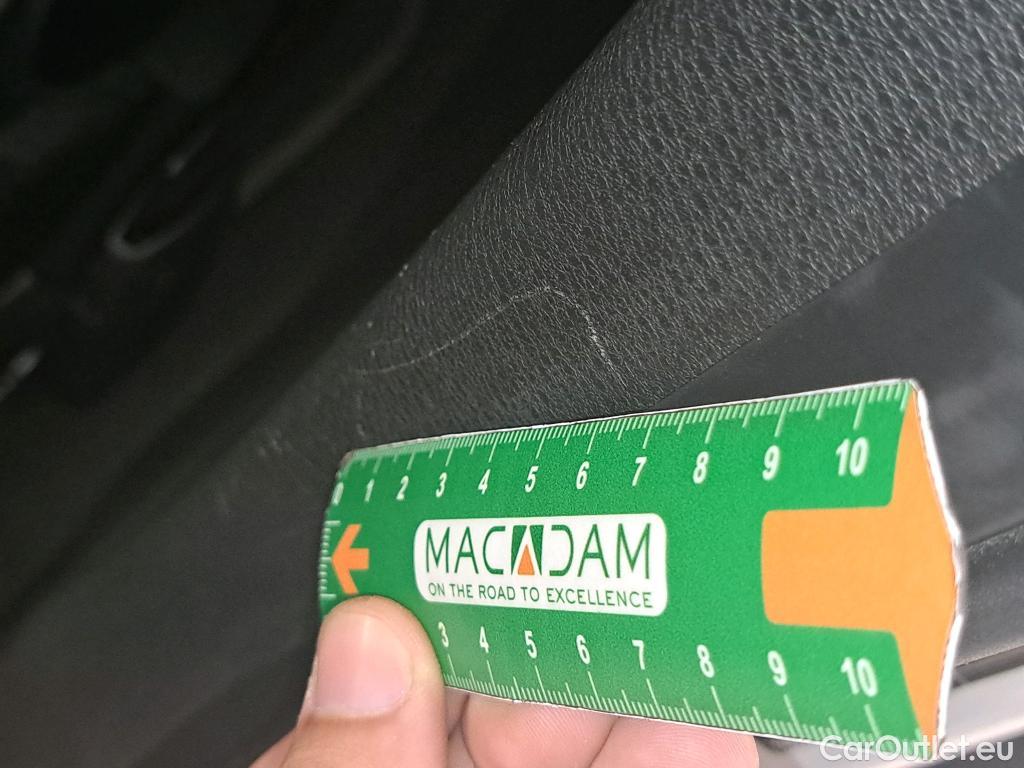 0 1 2 3 4 5 6 7 8 9 10
MACADAM
ON THE ROAD TO EXCELLENCE
3 4 5 6 7 8 9 10
CarOutlet.eu